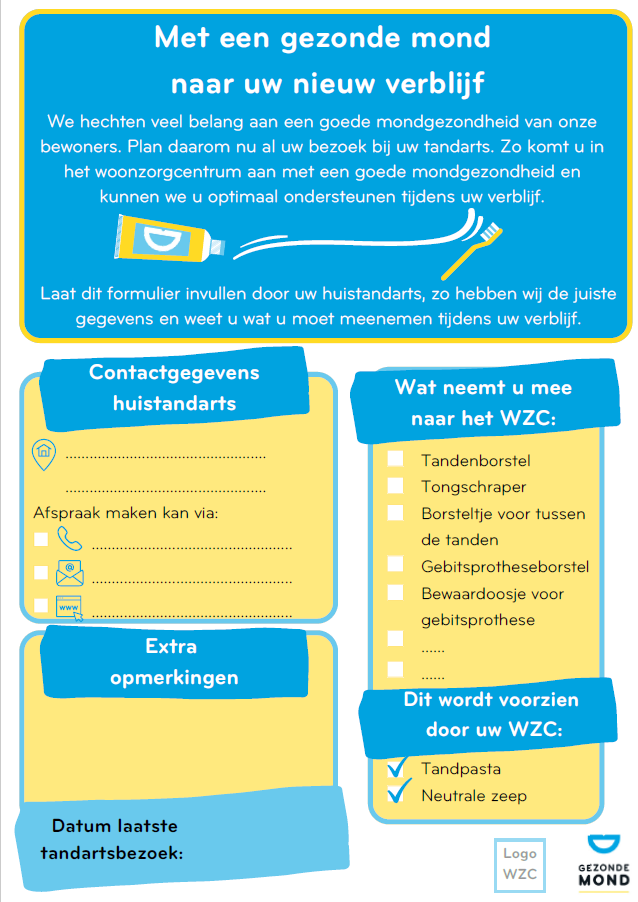 Met een gezonde mond
naar uw nieuw verblijf
We hechten veel belang aan een goede mondgezondheid van onze
bewoners. Plan daarom nu al uw bezoek bij uw tandarts. Zo komt u in
het woonzorgcentrum aan met een goede mondgezondheid en
kunnen we u optimaal ondersteunen tijdens uw verblijf.
Laat dit formulier invullen door uw huistandarts, zo hebben wij de juiste
gegevens en weet u wat u moet meenemen tijdens uw verblijf.
Contactgegevens
huistandarts
..................................................
..................................................
Afspraak maken kan via:
..................................................
@
..................................................
www
..................................................
Extra
opmerkingen
Datum laatste
tandartsbezoek:
Wat neemt u mee
naar het WZC:
Tandenborstel
Tongschraper
Borsteltje voor tussen
de tanden
Gebitsprotheseborstel
Bewaardoosje voor
gebitsprothese
......
......
Dit wordt voorzien
door uw WZC:
Tandpasta
Neutrale zeep
Logo
WZC
GEZONDE
MOND